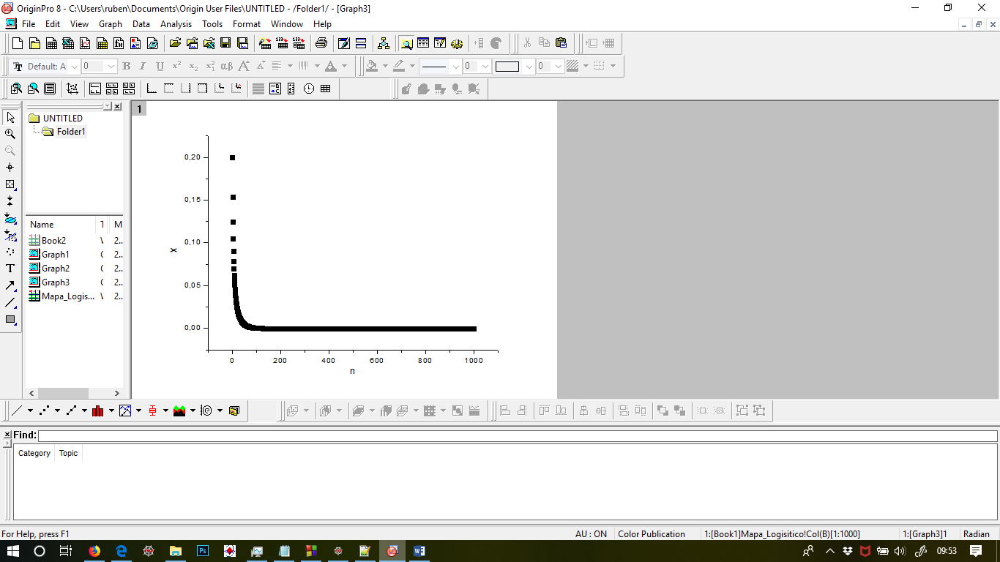 OriginPro 8 - C:\Users\ruben\Documents\Origin User Files\UNTITLED - /Folder1/ - [Graph3]
File Edit View Graph Data Analysis Tools Format Window Help
Default: A 0 B I U x² x₂ αβ A A A 0 0
UNTITLED
Folder1
1
Name T M
Book2 2..
Graph1 2..
Graph2 2..
Graph3 2..
Mapa_Logis... 2..
0,20
0,15
0,10
0,05
0,00
x
0 200 400 600 800 1000
n
T
Find:
Category Topic
For Help, press F1 AU : ON Color Publication 1:[Book1]Mapa_Logisitico!Col(B)[1:1000] 1:[Graph3]1 Radian
09:53